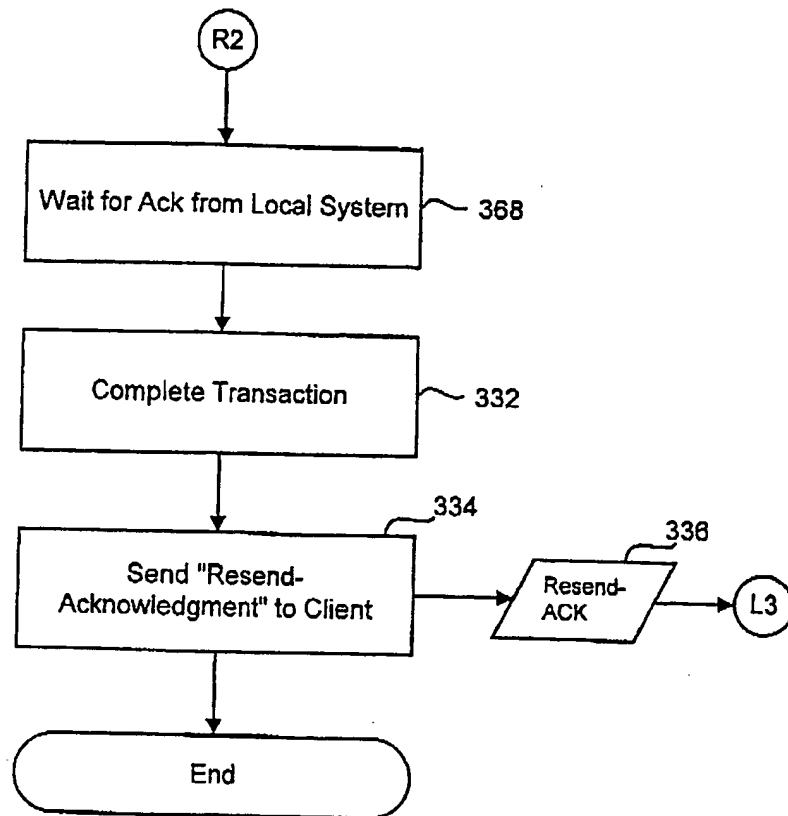 R2
Wait for Ack from Local System
368
Complete Transaction
332
334
Send "Resend-
Acknowledgment" to Client
336
Resend-
ACK
L3
End